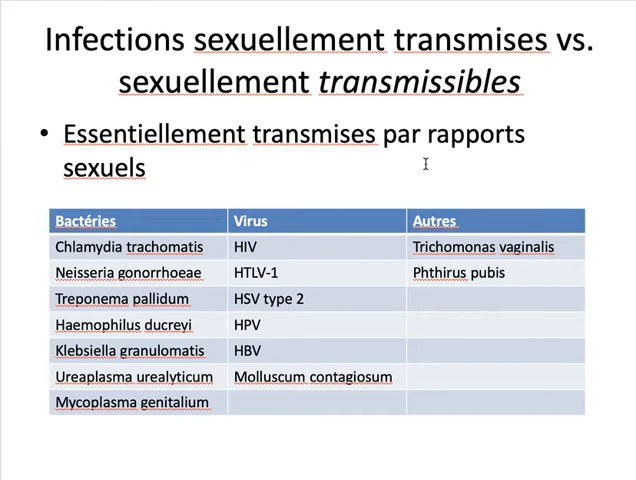 Infections sexuellement transmises vs.
sexuellement transmissibles
• Essentiellement transmises par rapports
sexuels
Bactéries Virus Autres
Chlamydia trachomatis HIV Trichomonas vaginalis
Neisseria gonorrhoeae HTLV-1 Phthirus pubis
Treponema pallidum HSV type 2
Haemophilus ducreyi HPV
Klebsiella granulomatis HBV
Ureaplasma urealyticum Molluscum contagiosum
Mycoplasma genitalium